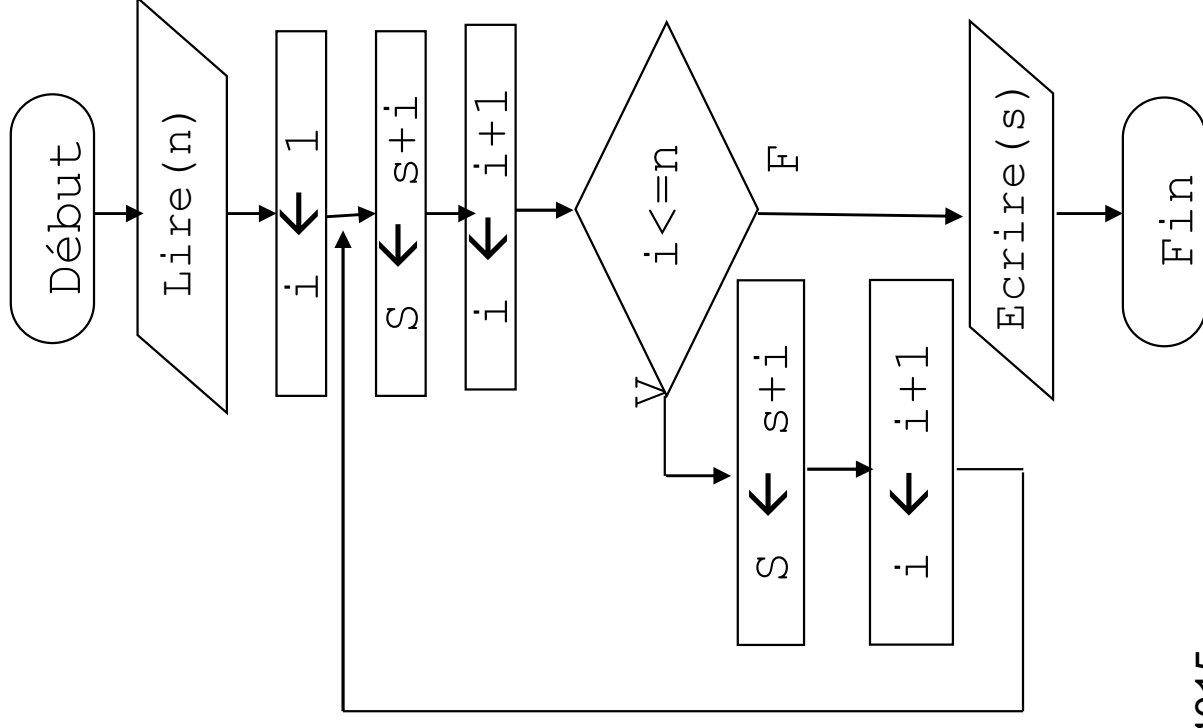 Début
Lire(n)
i ← 1
S ← s+i
i ← i+1
i<=n
V
F
S ← s+i
i ← i+1
Ecrire(s)
Fin